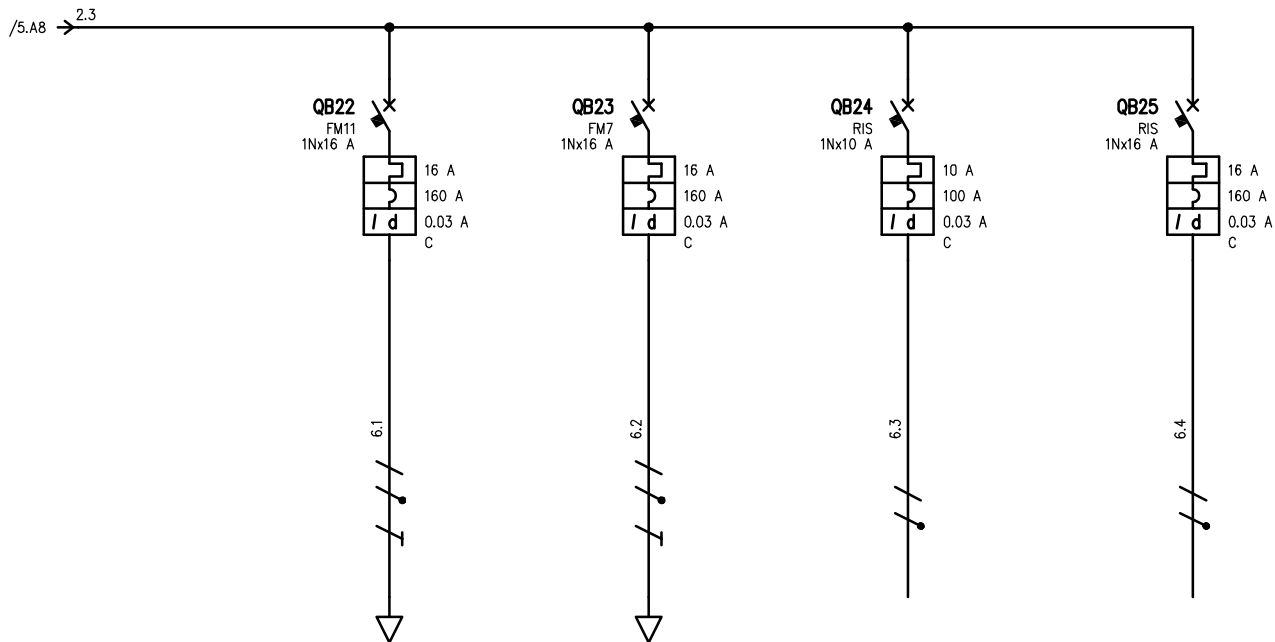 2.3
/5.A8
QB22
FM11
1Nx16 A
16 A
160 A
I d
0.03 A
C
6.1
QB23
FM7
1Nx16 A
16 A
160 A
I d
0.03 A
C
6.2
QB24
RIS
1Nx10 A
10 A
100 A
I d
0.03 A
C
6.3
QB25
RIS
1Nx16 A
16 A
160 A
I d
0.03 A
C
6.4